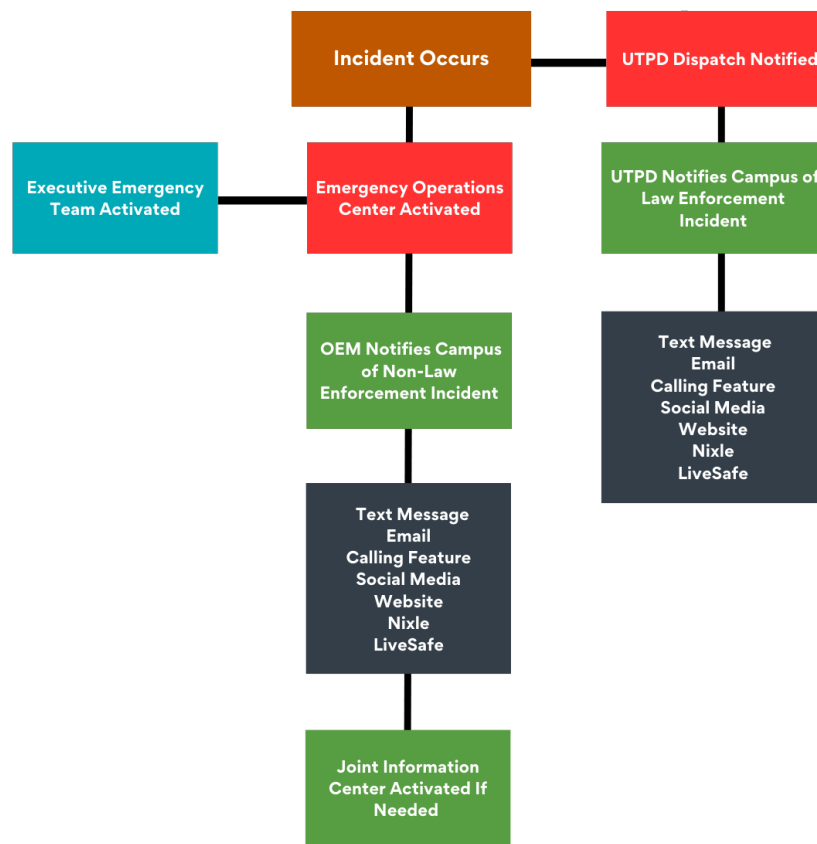 Incident Occurs
UTPD Dispatch Notified
Executive Emergency
Team Activated
Emergency Operations
Center Activated
UTPD Notifies Campus of
Law Enforcement
Incident
OEM Notifies Campus
of Non-Law
Enforcement Incident
Text Message
Email
Calling Feature
Social Media
Website
Nixle
LiveSafe
Text Message
Email
Calling Feature
Social Media
Website
Nixle
LiveSafe
Joint Information
Center Activated If
Needed